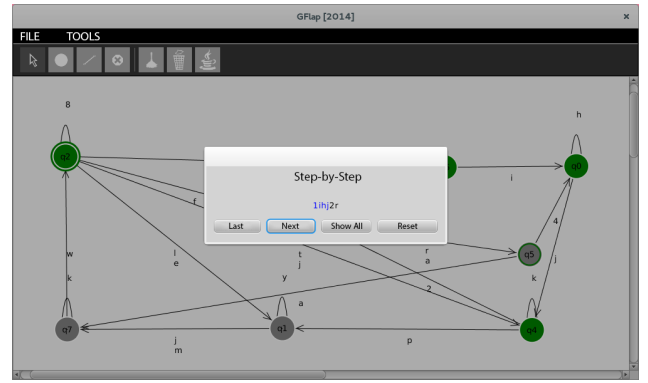 GFlap [2014]
×
FILE TOOLS
8
h
q2
i
q0
Step-by-Step
1ihj2r
Last Next Show All Reset
f
4
w
l
e
t
j
r
a
q5
j
k
y
k
2
a
q7
q1
q4
j
m
p